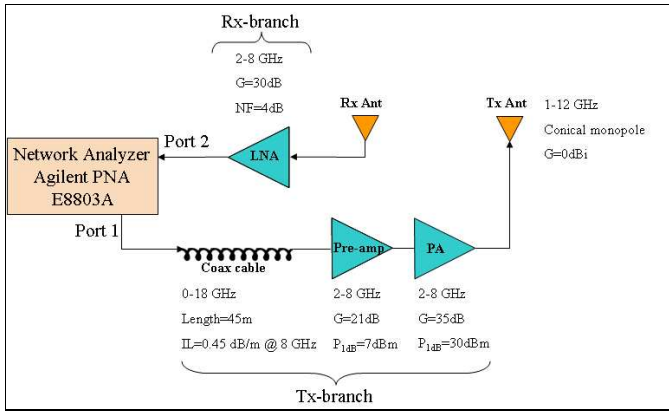 Rx-branch
2-8 GHz
G=30dB
NF=4dB
Rx Ant
Tx Ant
1-12 GHz
Conical monopole
G=0dBi
Network Analyzer
Agilent PNA
E8803A
Port 2
LNA
Port 1
Coax cable
Pre-amp
PA
0-18 GHz
Length=45m
IL=0.45 dB/m @ 8 GHz
2-8 GHz
G=21dB
P1dB=7dBm
2-8 GHz
G=35dB
P1dB=30dBm
Tx-branch